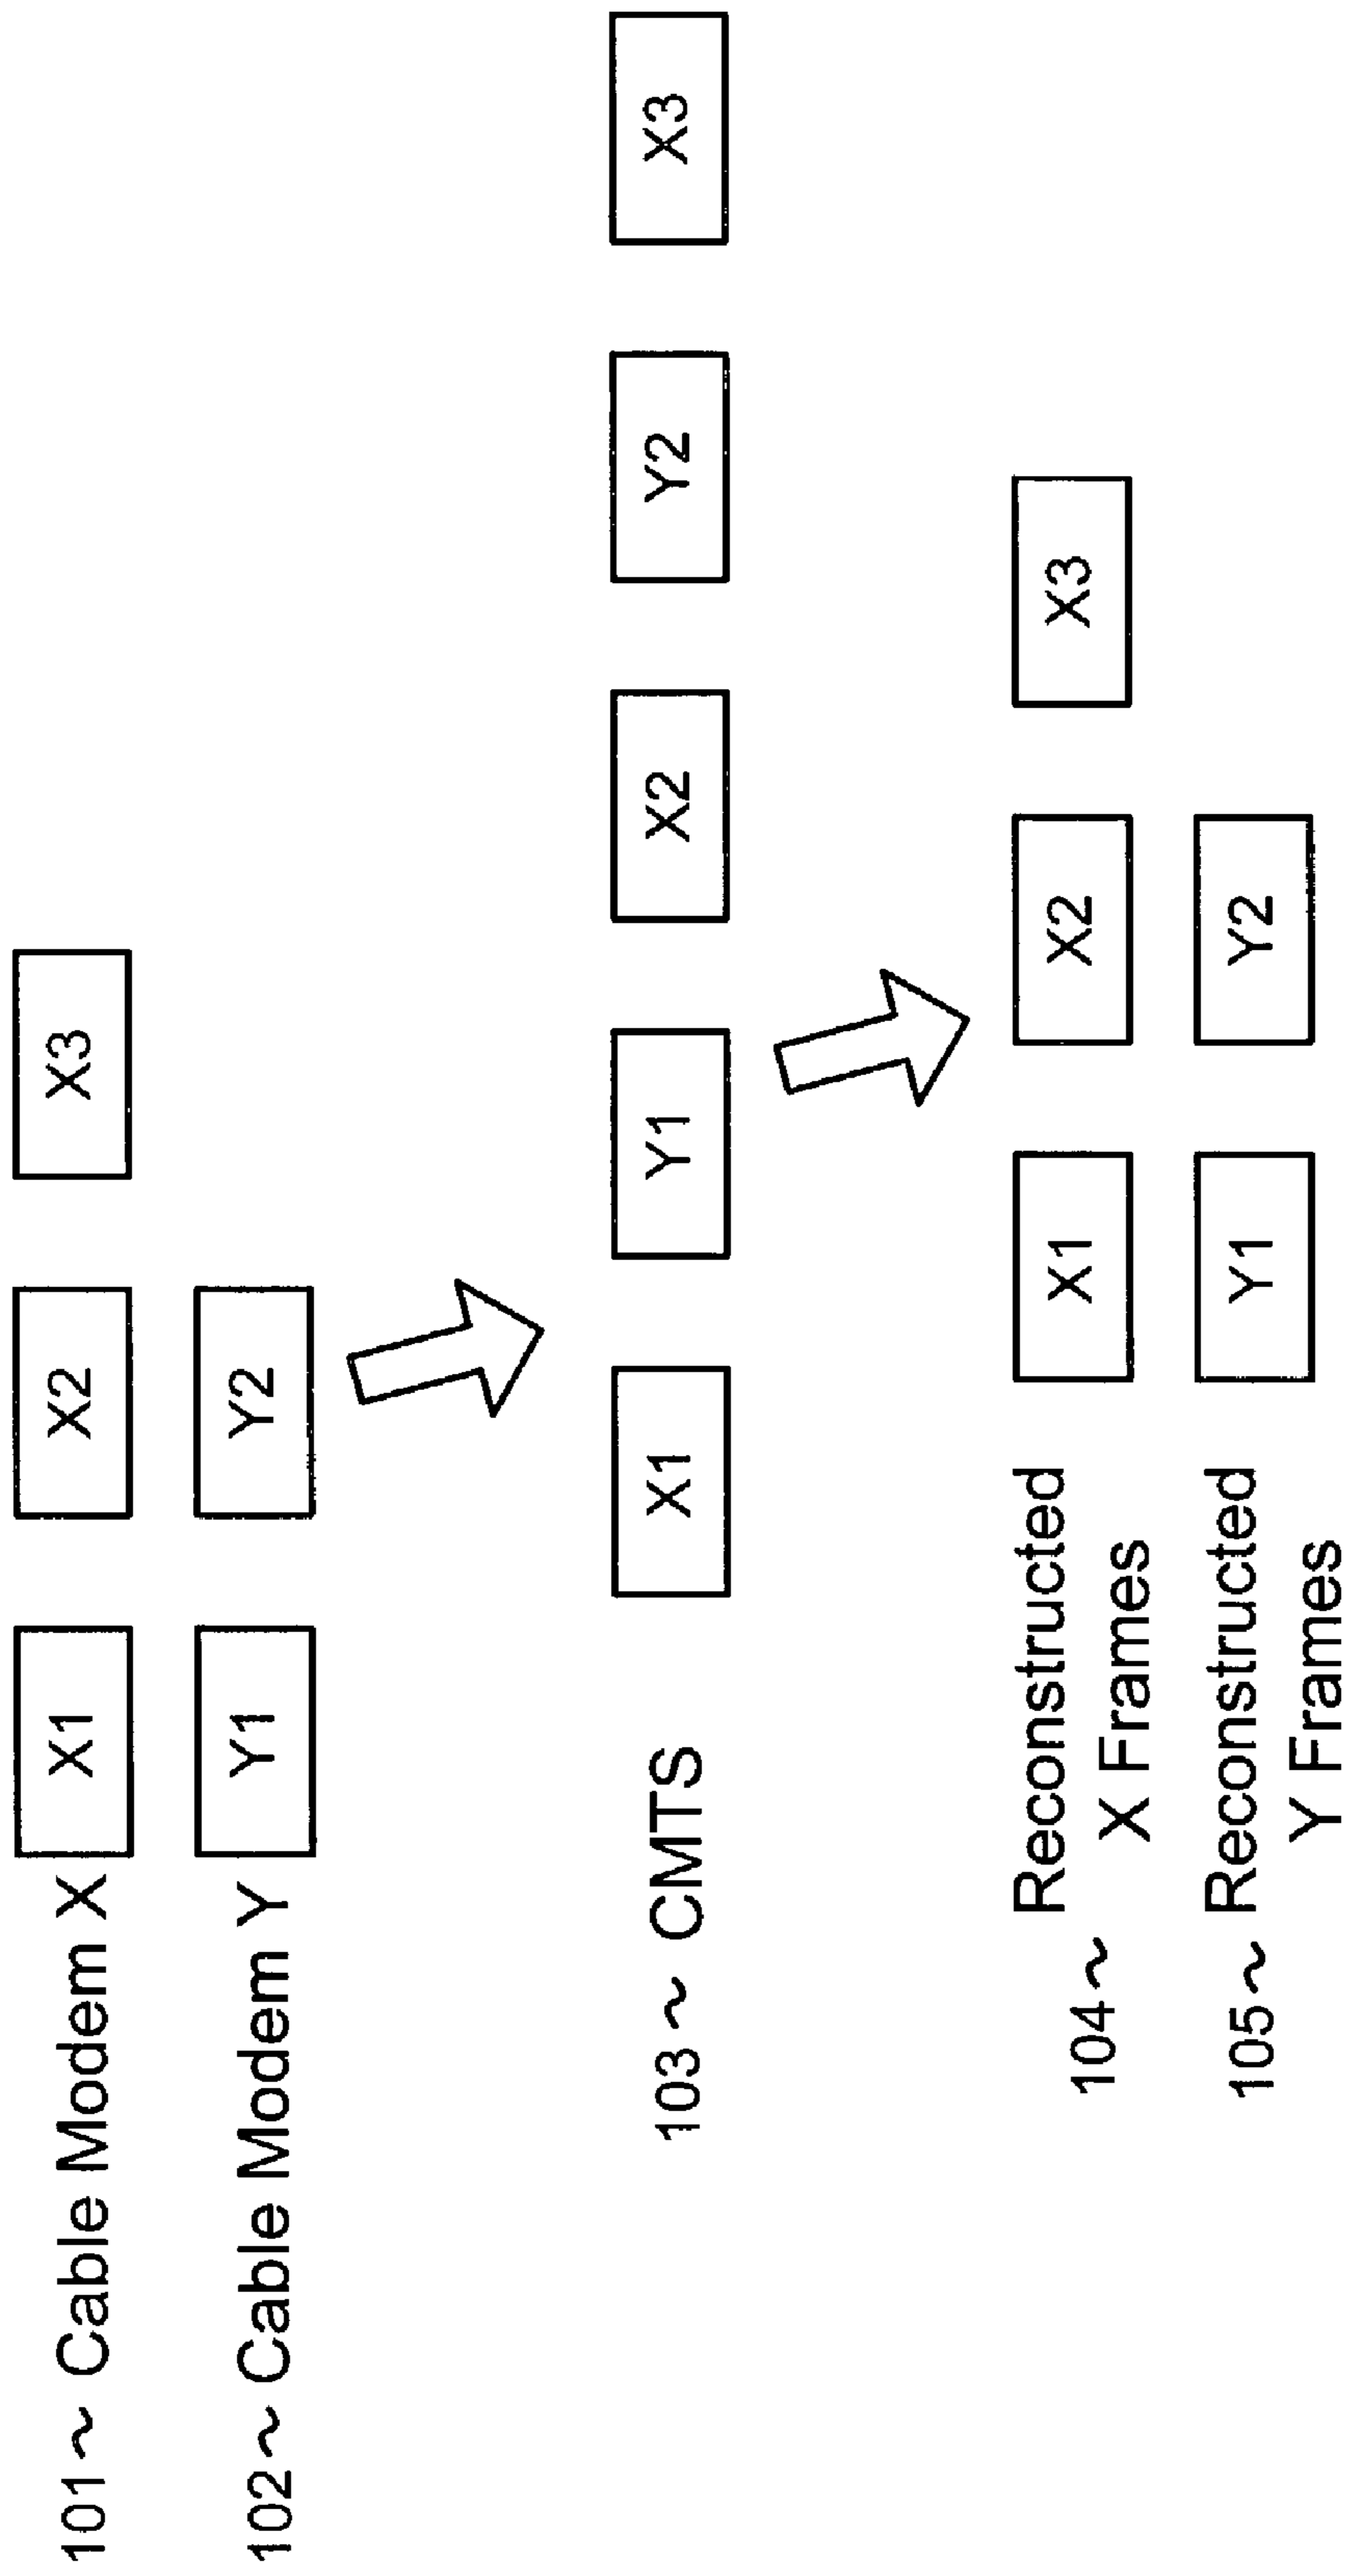 101~ Cable Modem X X1 X2 X3
102~ Cable Modem Y Y1 Y2
103~ CMTS X1 Y1 X2 Y2 X3
104~ Reconstructed
X Frames X1 X2 X3
105~ Reconstructed
Y Frames Y1 Y2